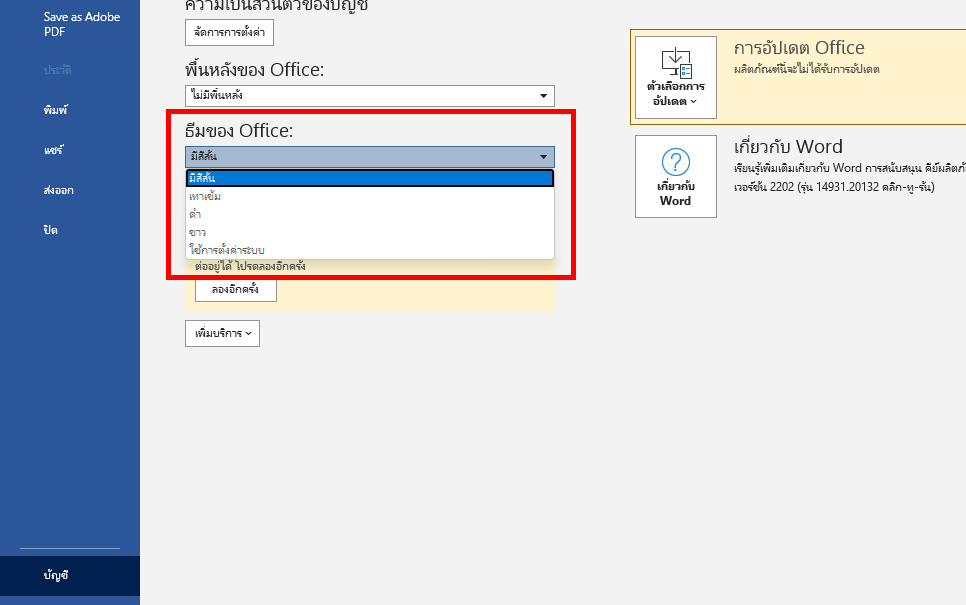 Save as Adobe
PDF
ประวัติ
พิมพ์
แชร์
ส่งออก
ปิด
บัญชี
ความเป็นส่วนตัวของบัญชี
จัดการการตั้งค่า
พื้นหลังของ Office:
ไม่มีพื้นหลัง
ธีมของ Office:
มีสีสัน
มีสีสัน
เทาเข้ม
ดำ
ขาว
ใช้การตั้งค่าระบบ
ต่ออยู่ได้ โปรดลองอีกครั้ง
ลองอีกครั้ง
เพิ่มบริการ
ตัวเลือกการ
อัปเดต
การอัปเดต Office
ผลิตภัณฑ์นี้จะไม่ได้รับการอัปเดต
เกี่ยวกับ
Word
เกี่ยวกับ Word
เรียนรู้เพิ่มเติมเกี่ยวกับ Word การสนับสนุน คีย์ผลิตภั
เวอร์ชัน 2202 (รุ่น 14931.20132 คลิก-ทู-รัน)